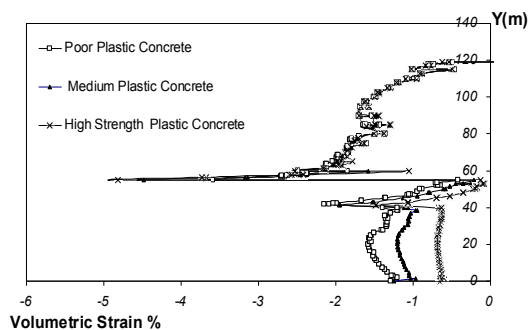 140
Y(m)
Poor Plastic Concrete
120
Medium Plastic Concrete
100
High Strength Plastic Concrete
80
60
40
20
0
-6 -5 -4 -3 -2 -1 0
Volumetric Strain %